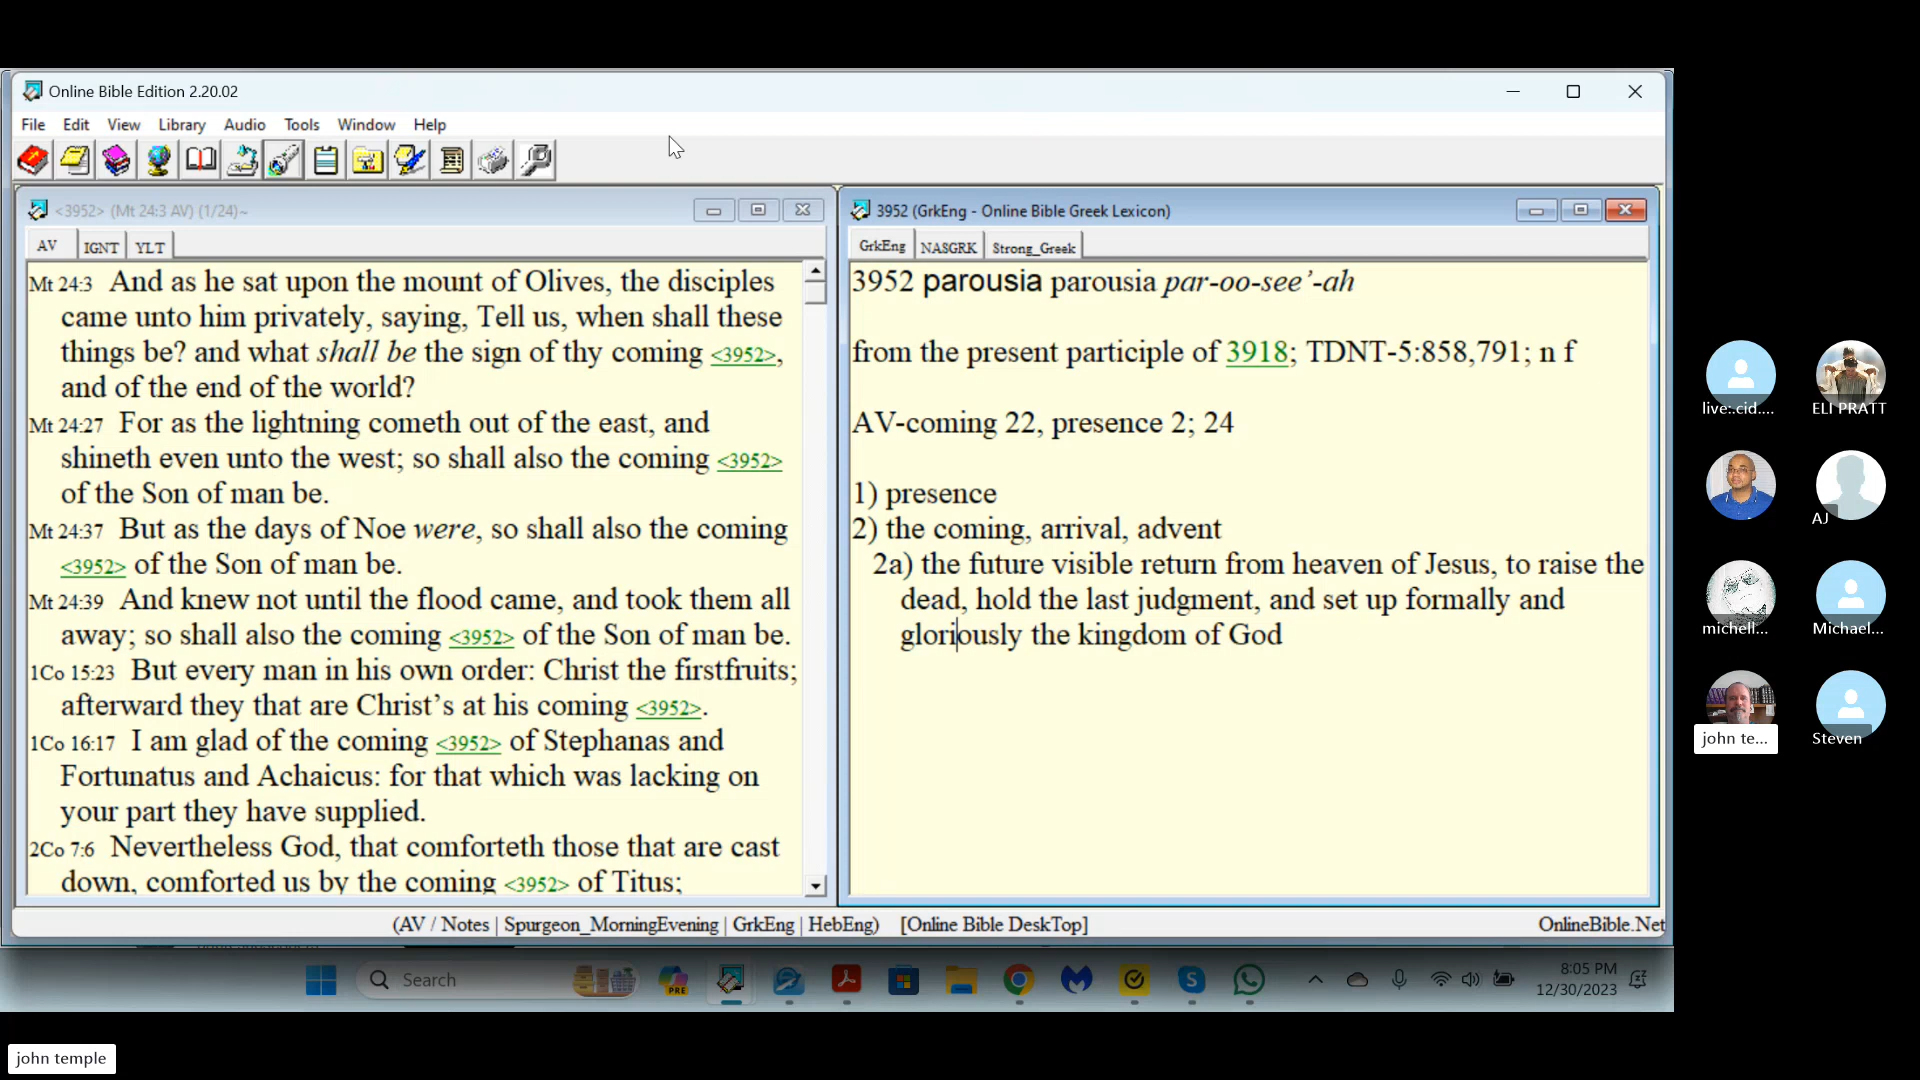 Online Bible Edition 2.20.02
File Edit View Library Audio Tools Window Help
<3952> (Mt 24:3 AV) (1/24)~
AV IGNT YLT
Mt 24:3 And as he sat upon the mount of Olives, the disciples
came unto him privately, saying, Tell us, when shall these
things be? and what shall be the sign of thy coming <3952>,
and of the end of the world?
Mt 24:27 For as the lightning cometh out of the east, and
shineth even unto the west; so shall also the coming <3952>
of the Son of man be.
Mt 24:37 But as the days of Noe were, so shall also the coming
<3952> of the Son of man be.
Mt 24:39 And knew not until the flood came, and took them all
away; so shall also the coming <3952> of the Son of man be.
1Co 15:23 But every man in his own order: Christ the firstfruits;
afterward they that are Christ’s at his coming <3952>.
1Co 16:17 I am glad of the coming <3952> of Stephanas and
Fortunatus and Achaicus: for that which was lacking on
your part they have supplied.
2Co 7:6 Nevertheless God, that comforteth those that are cast
down, comforted us by the coming <3952> of Titus;
3952 (GrkEng - Online Bible Greek Lexicon)
GrkEng NASGRK Strong_Greek
3952 parousia parousia par-oo-see’-ah
from the present participle of 3918; TDNT-5:858,791; n f
AV-coming 22, presence 2; 24
1) presence
2) the coming, arrival, advent
2a) the future visible return from heaven of Jesus, to raise the
dead, hold the last judgment, and set up formally and
gloriously the kingdom of God
(AV / Notes | Spurgeon_MorningEvening | GrkEng | HebEng) [Online Bible DeskTop]
OnlineBible.Net
Search
PRE
8:05 PM
12/30/2023
live:.cid....
ELI PRATT
AJ
michell...
Michael...
john te...
Steven
john temple